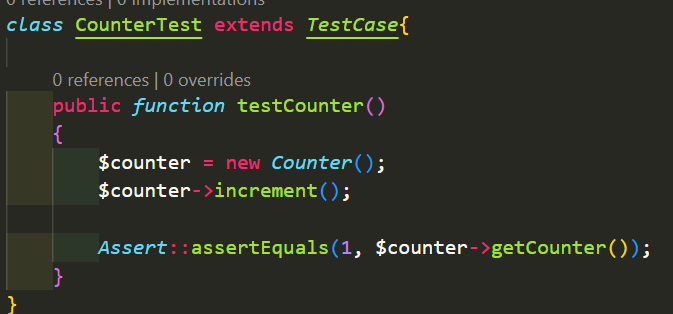 0 references | 0 implementations
class CounterTest extends TestCase{
0 references | 0 overrides
public function testCounter()
{
$counter = new Counter();
$counter->increment();
Assert::assertEquals(1, $counter->getCounter());
}
}